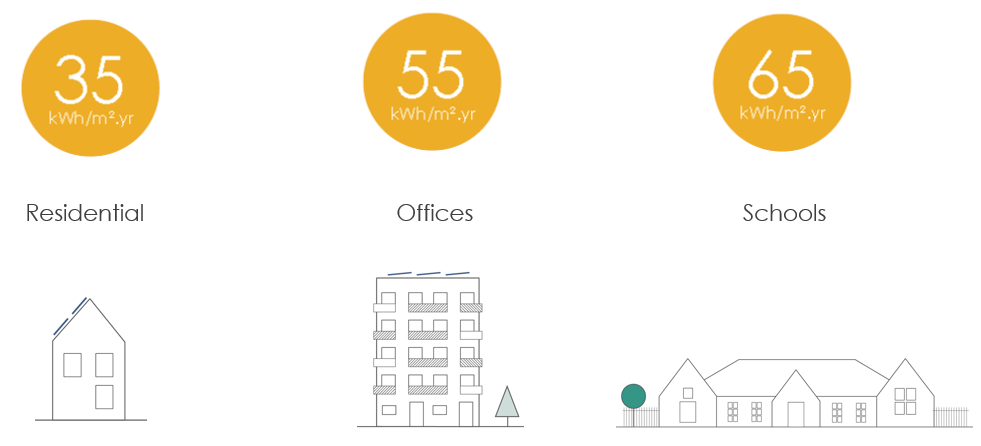 35
kWh/m².yr
55
kWh/m².yr
65
kWh/m².yr
Residential
Offices
Schools